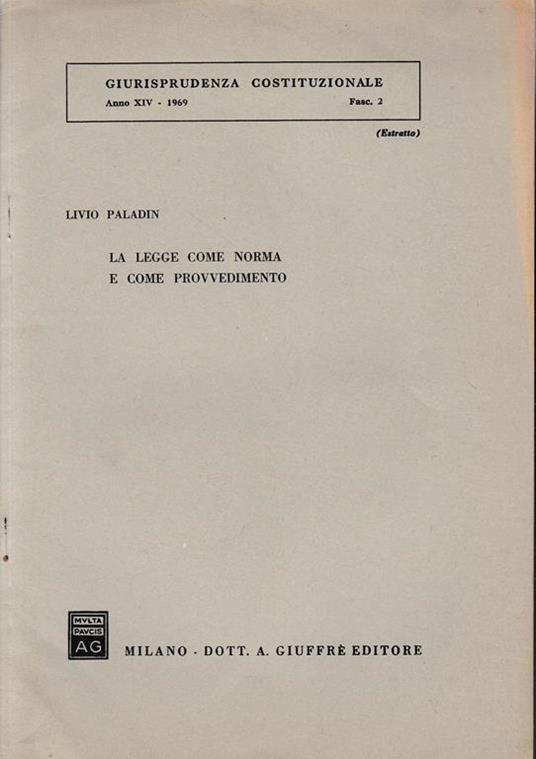 GIURISPRUDENZA COSTITUZIONALE
Anno XIV - 1969 Fasc. 2
(Estratto)
LIVIO PALADIN
LA LEGGE COME NORMA
E COME PROVVEDIMENTO
MVLTA
PAVCIS
AG
MILANO - DOTT. A. GIUFFRÈ EDITORE